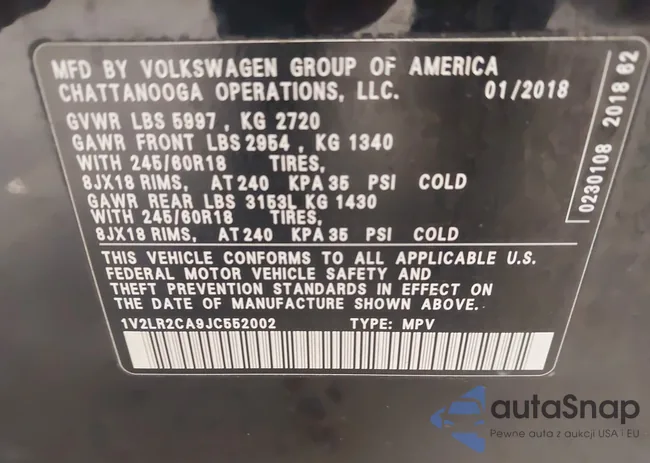 MFD BY VOLKSWAGEN GROUP OF AMERICA
CHATTANOOGA OPERATIONS, LLC. 01/2018
GVWR LBS 5997 , KG 2720
GAWR FRONT LBS 2954 , KG 1340
WITH 245/60R18 TIRES,
8JX18 RIMS, AT 240 KPA 35 PSI COLD
GAWR REAR LBS 3153L KG 1430
WITH 245/60R18 TIRES,
8JX18 RIMS, AT 240 KPA 35 PSI COLD
THIS VEHICLE CONFORMS TO ALL APPLICABLE U.S.
FEDERAL MOTOR VEHICLE SAFETY AND
THEFT PREVENTION STANDARDS IN EFFECT ON
THE DATE OF MANUFACTURE SHOWN ABOVE.
1V2LR2CA9JC552002 TYPE: MPV
0230108 2018 62
autaSnap
Pewne auta z aukcji USA i EU